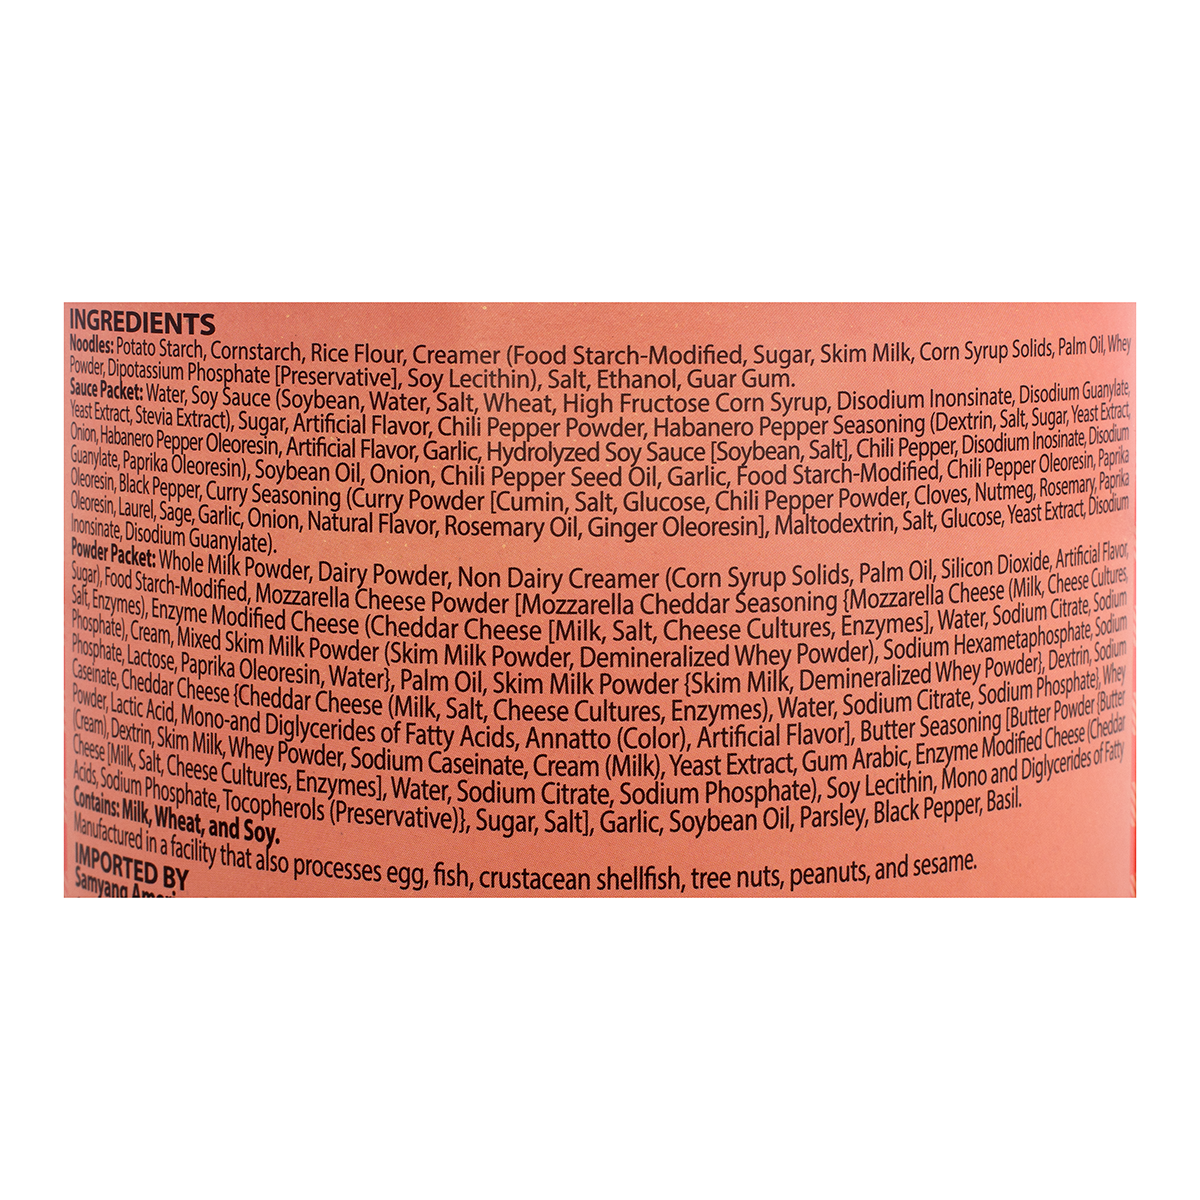 INGREDIENTS
Noodles: Potato Starch, Cornstarch, Rice Flour, Creamer (Food Starch-Modified, Sugar, Skim Milk, Corn Syrup Solids, Palm Oil, Whey
Powder, Dipotassium Phosphate [Preservative], Soy Lecithin), Salt, Ethanol, Guar Gum.
Sauce Packet: Water, Soy Sauce (Soybean, Water, Salt, Wheat, High Fructose Corn Syrup, Disodium Inonsinate, Disodium Guanylate,
Yeast Extract, Stevia Extract), Sugar, Artificial Flavor, Chili Pepper Powder, Habanero Pepper Seasoning (Dextrin, Salt, Sugar, Yeast Extract,
Onion, Habanero Pepper Oleoresin, Artificial Flavor, Garlic, Hydrolyzed Soy Sauce [Soybean, Salt], Chili Pepper, Disodium Inosinate, Disodium
Guanylate, Paprika Oleoresin), Soybean Oil, Onion, Chili Pepper Seed Oil, Garlic, Food Starch-Modified, Chili Pepper Oleoresin, Paprika
Oleoresin, Black Pepper, Curry Seasoning (Curry Powder [Cumin, Salt, Glucose, Chili Pepper Powder, Cloves, Nutmeg, Rosemary, Paprika
Oleoresin, Laurel, Sage, Garlic, Onion, Natural Flavor, Rosemary Oil, Ginger Oleoresin], Maltodextrin, Salt, Glucose, Yeast Extract, Disodium
Inonsinate, Disodium Guanylate).
Powder Packet: Whole Milk Powder, Dairy Powder, Non Dairy Creamer (Corn Syrup Solids, Palm Oil, Silicon Dioxide, Artificial Flavor,
Sugar), Food Starch-Modified, Mozzarella Cheese Powder [Mozzarella Cheddar Seasoning {Mozzarella Cheese (Milk, Cheese Cultures,
Salt, Enzymes), Enzyme Modified Cheese (Cheddar Cheese [Milk, Salt, Cheese Cultures, Enzymes], Water, Sodium Citrate, Sodium
Phosphate), Cream, Mixed Skim Milk Powder (Skim Milk Powder, Demineralized Whey Powder), Sodium Hexametaphosphate, Sodium
Phosphate, Lactose, Paprika Oleoresin, Water}, Palm Oil, Skim Milk Powder {Skim Milk, Demineralized Whey Powder}, Dextrin, Sodium
Caseinate, Cheddar Cheese {Cheddar Cheese (Milk, Salt, Cheese Cultures, Enzymes), Water, Sodium Citrate, Sodium Phosphate}, Whey
Powder, Lactic Acid, Mono-and Diglycerides of Fatty Acids, Annatto (Color), Artificial Flavor], Butter Seasoning [Butter Powder {Butter
(Cream), Dextrin, Skim Milk, Whey Powder, Sodium Caseinate, Cream (Milk), Yeast Extract, Gum Arabic, Enzyme Modified Cheese (Cheddar
Cheese [Milk, Salt, Cheese Cultures, Enzymes], Water, Sodium Citrate, Sodium Phosphate), Soy Lecithin, Mono and Diglycerides of Fatty
Acids, Sodium Phosphate, Tocopherols (Preservative)}, Sugar, Salt], Garlic, Soybean Oil, Parsley, Black Pepper, Basil.
Contains: Milk, Wheat, and Soy.
Manufactured in a facility that also processes egg, fish, crustacean shellfish, tree nuts, peanuts, and sesame.
IMPORTED BY
Samyang